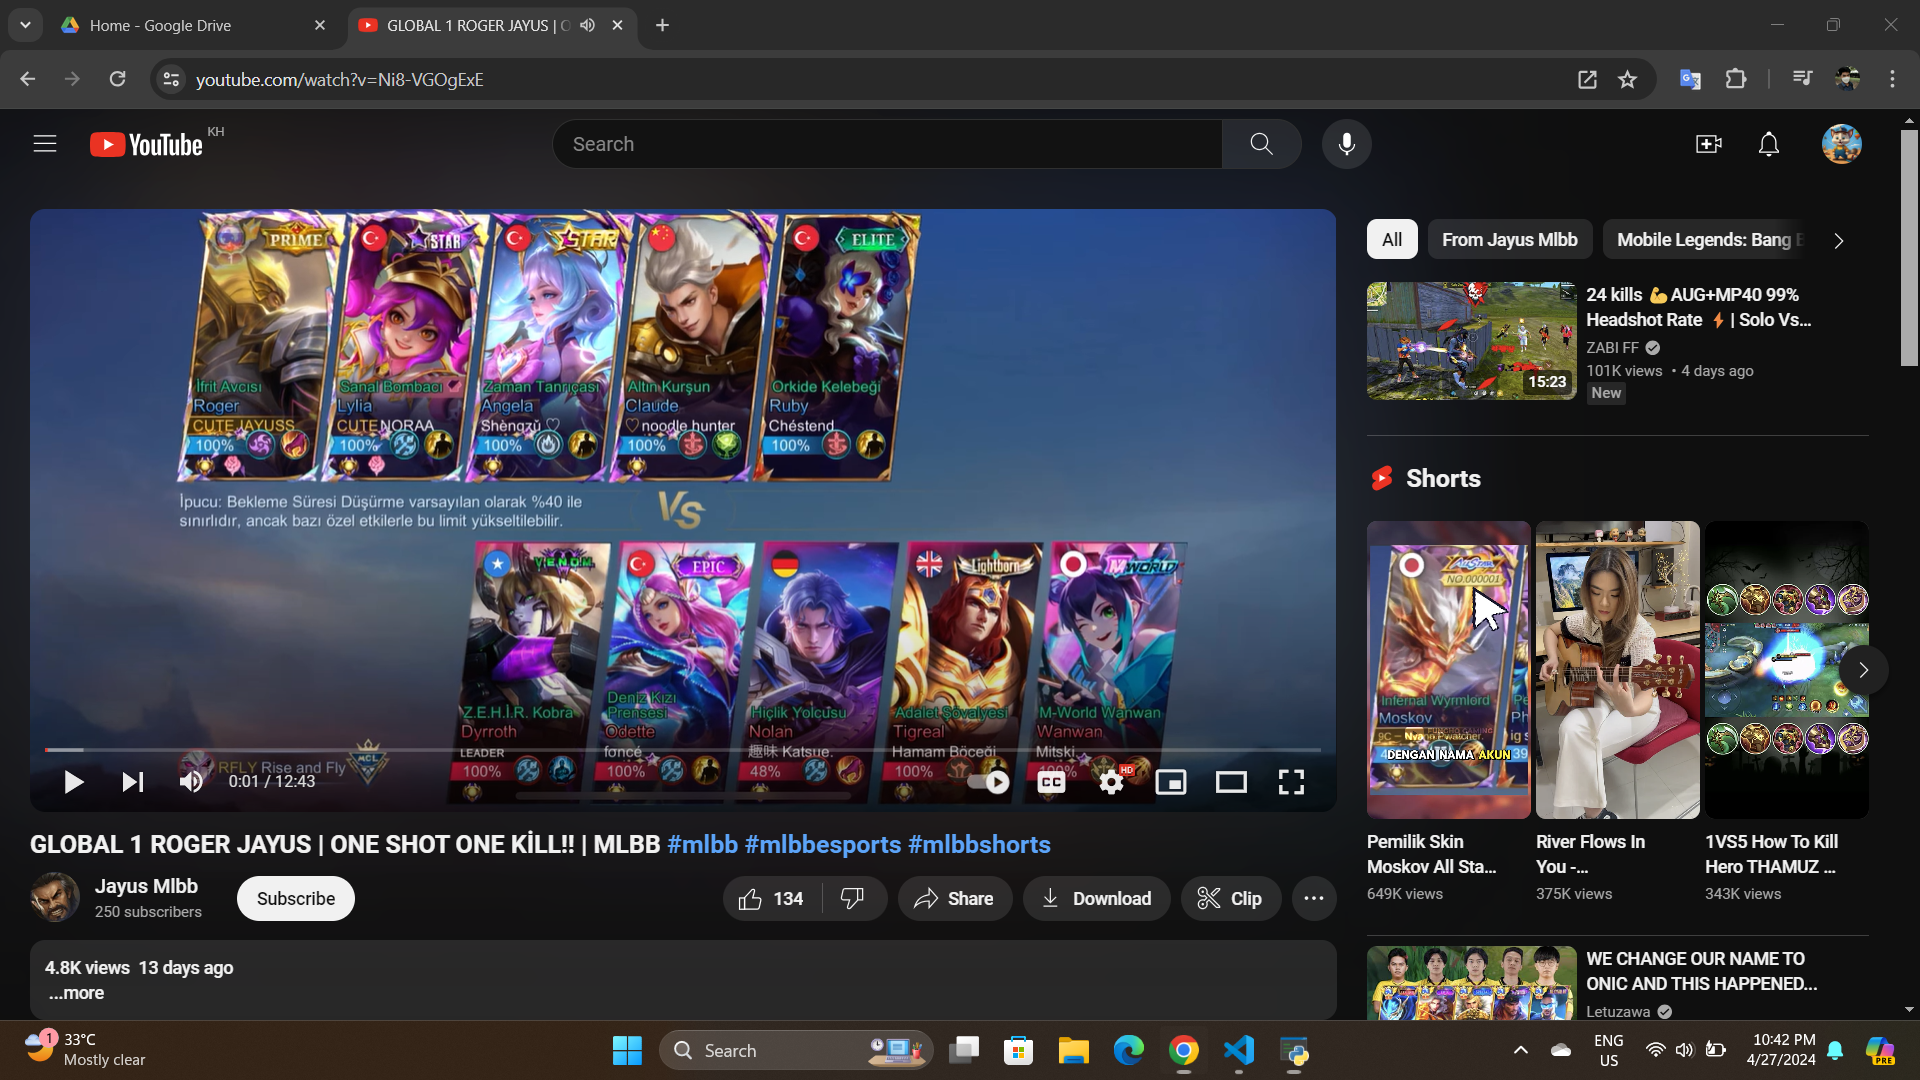 Home - Google Drive
GLOBAL 1 ROGER JAYUS | O
youtube.com/watch?v=Ni8-VGOgExE
YouTube KH
Search
PRIME
STAR
STAR
ELITE
İfrit Avcısı
Roger
CUTE JAYUSS
100%
Sanal Bombacı
Lylia
CUTE NORAA
100%
Zaman Tanrıçası
Angela
Shèngzǔ ♡
100%
Altın Kurşun
Claude
♡ noodle hunter
100%
Orkide Kelebeği
Ruby
Chéstend
100%
İpucu: Bekleme Süresi Düşürme varsayılan olarak %40 ile
sınırlıdır, ancak bazı özel etkilerle bu limit yükseltilebilir.
Vs
V.E.N.O.M.
EPIC
Lightborn
M-WORLD
Z.E.H.İ.R. Kobra
Dyrroth
LEADER
100%
Deniz Kızı
Prensesi
Odette
foncé
100%
Hiçlik Yolcusu
Nolan
趣味 Katsue.
48%
Adalet Şövalyesi
Tigreal
Hamam Böceği
100%
M-World Wanwan
Wanwan
Mitski
100%
RFLY Rise and Fly
MCL
0:01 / 12:43
CC
HD
GLOBAL 1 ROGER JAYUS | ONE SHOT ONE KİLL!! | MLBB #mlbb #mlbbesports #mlbbshorts
Jayus Mlbb
250 subscribers
Subscribe
134
Share
Download
Clip
4.8K views 13 days ago
...more
All
From Jayus Mlbb
Mobile Legends: Bang
15:23
24 kills 💪AUG+MP40 99%
Headshot Rate ⚡ | Solo Vs...
ZABI FF
101K views • 4 days ago
New
Shorts
ALLSTAR
NO.000001
Infernal Wyrmlord
Moskov
DENGAN NAMA AKUN
Pemilik Skin
Moskov All Sta...
649K views
River Flows In
You -...
375K views
1VS5 How To Kill
Hero THAMUZ ...
343K views
WE CHANGE OUR NAME TO
ONIC AND THIS HAPPENED...
Letuzawa
1
33°C
Mostly clear
Search
ENG
US
10:42 PM
4/27/2024
PRE